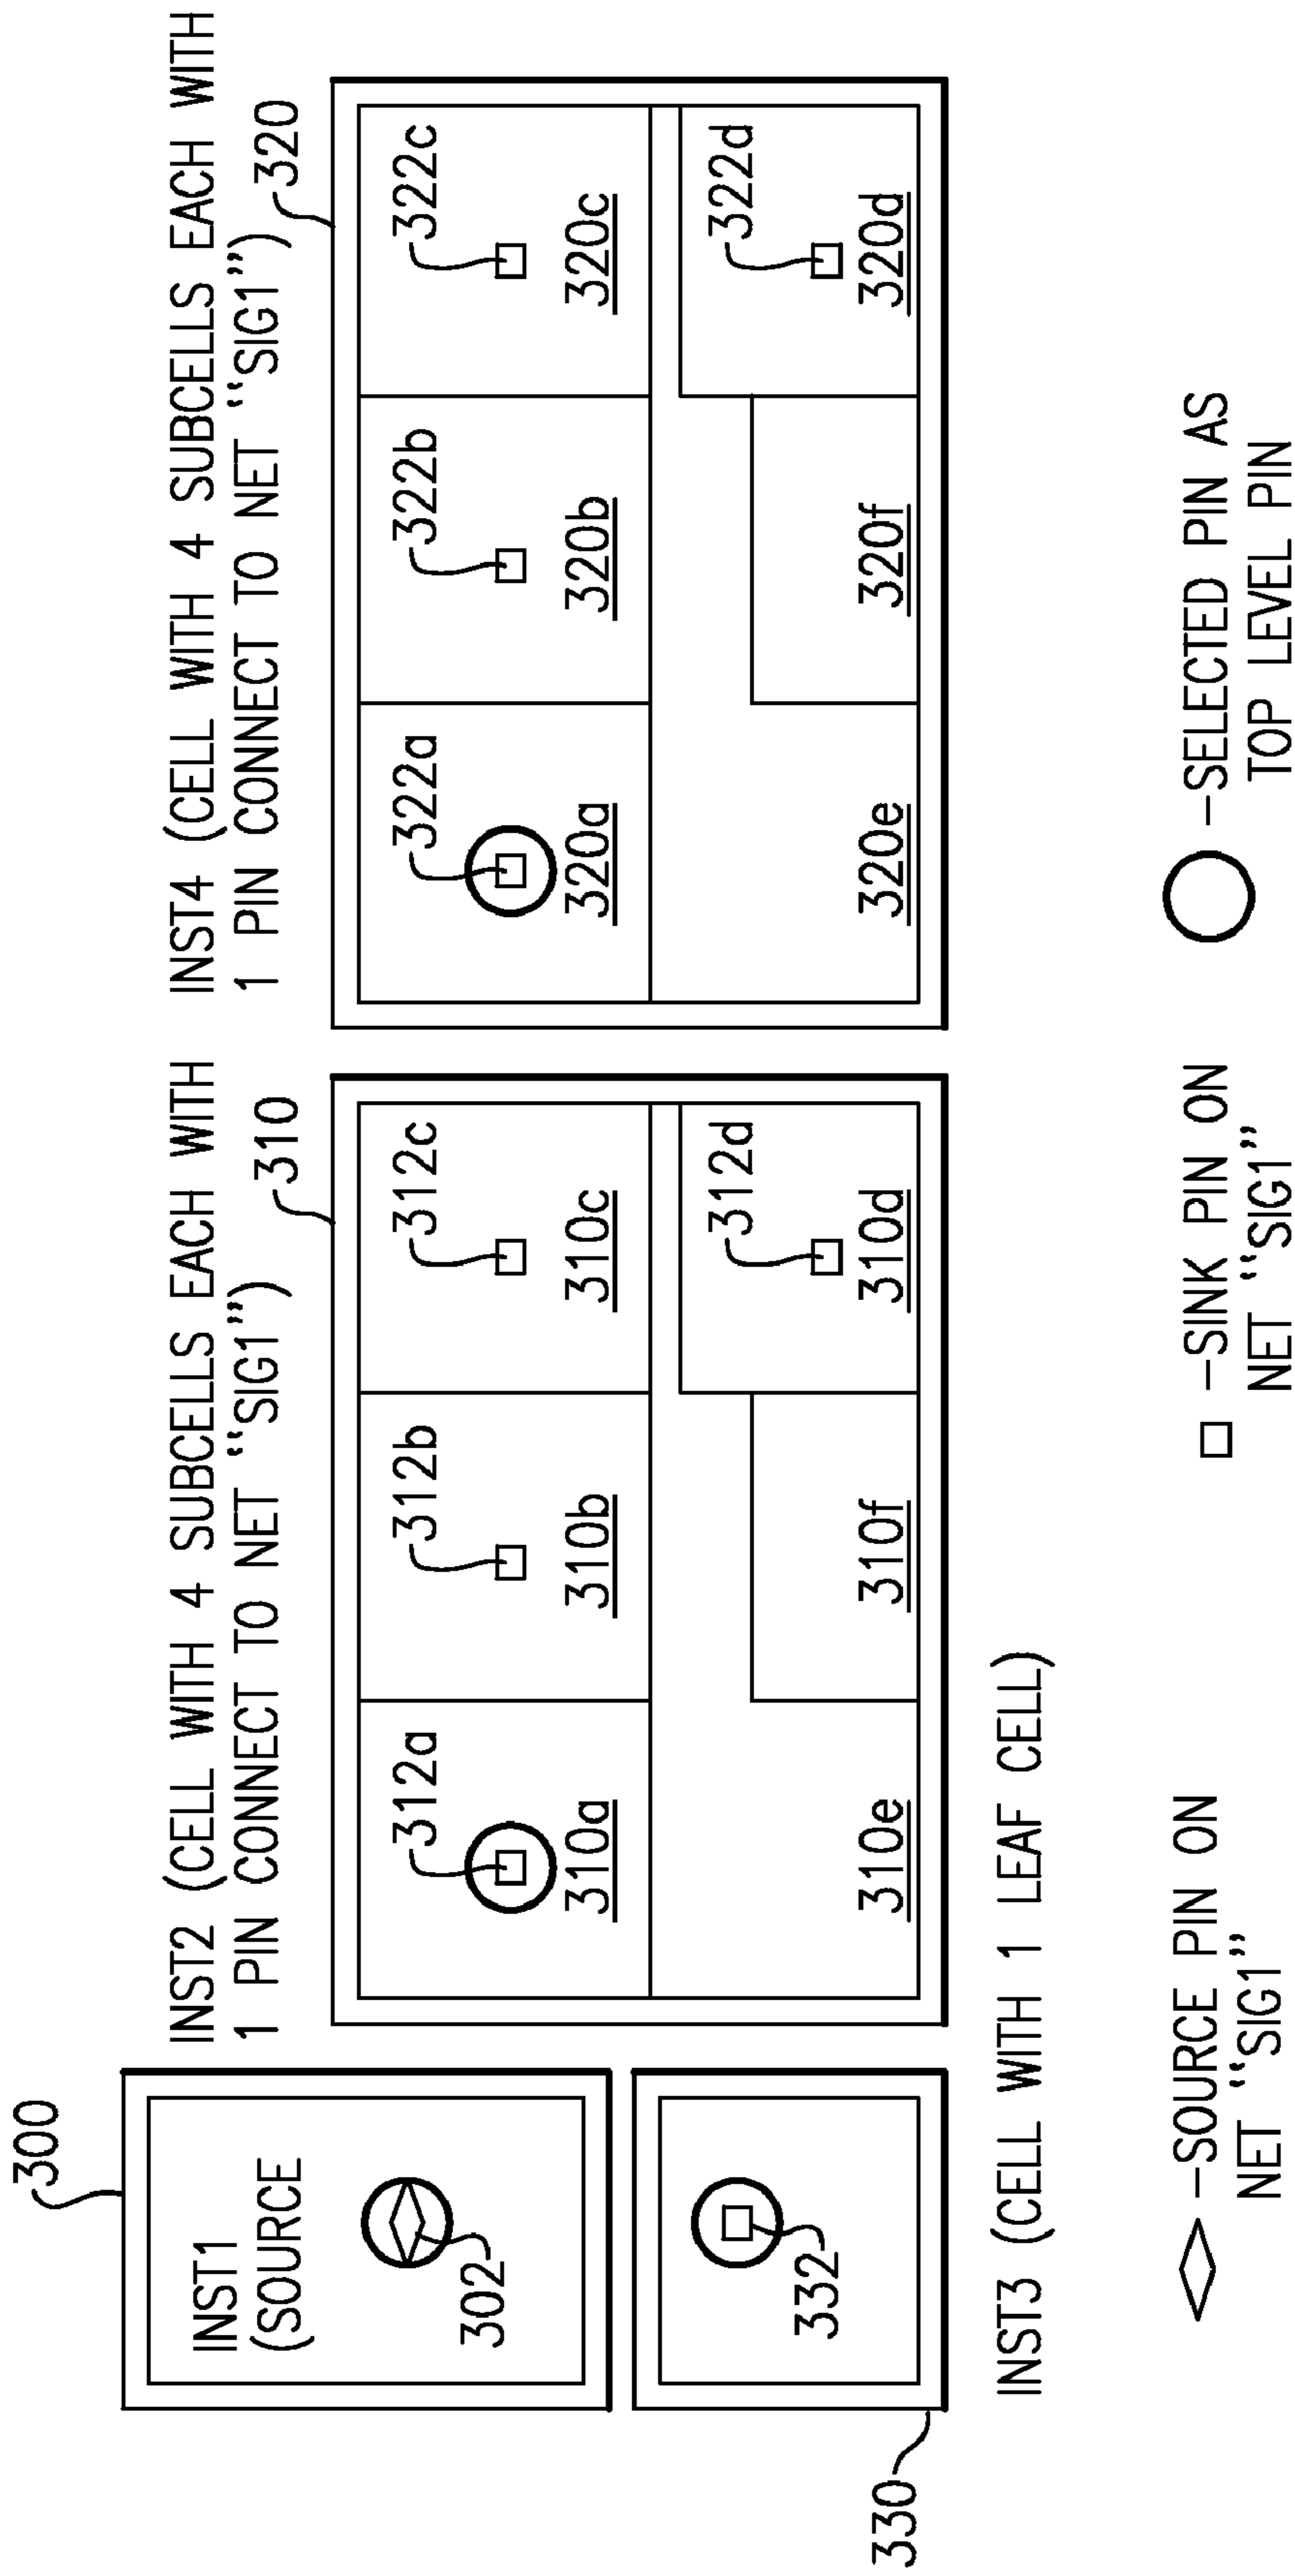 300
INST1
(SOURCE
302
330
332
INST2 (CELL WITH 4 SUBCELLS EACH WITH
1 PIN CONNECT TO NET "SIG1")
310
312a
312b
312c
310a
310b
310c
312d
310e
310f
310d
INST4 (CELL WITH 4 SUBCELLS EACH WITH
1 PIN CONNECT TO NET "SIG1")
320
322a
322b
322c
320a
320b
320c
322d
320e
320f
320d
INST3 (CELL WITH 1 LEAF CELL)
–SOURCE PIN ON
NET "SIG1"
–SINK PIN ON
NET "SIG1"
–SELECTED PIN AS
TOP LEVEL PIN